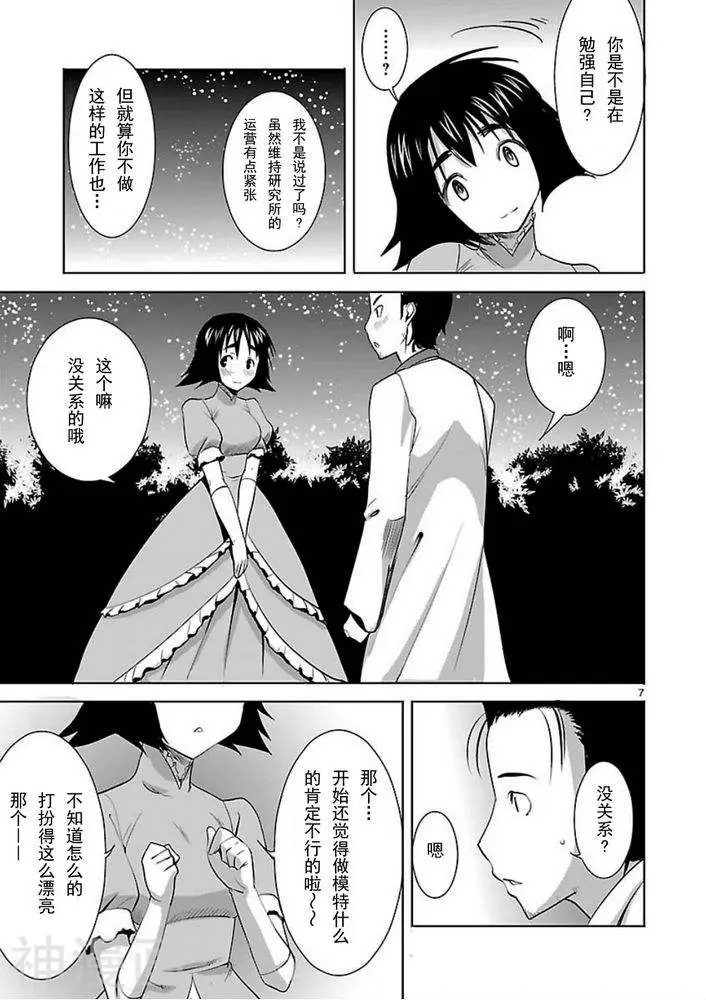 你是不是在
勉强自己?
……?
我不是说过了吗?
虽然维持研究所的
运营有点紧张
但就算你不做
这样的工作也…
啊…嗯
这个嘛
没关系的哦
7
没关系?
嗯
那个…
开始还觉得做模特什么
的肯定不行的啦~~
不知道怎么的
打扮得这么漂亮
那个——